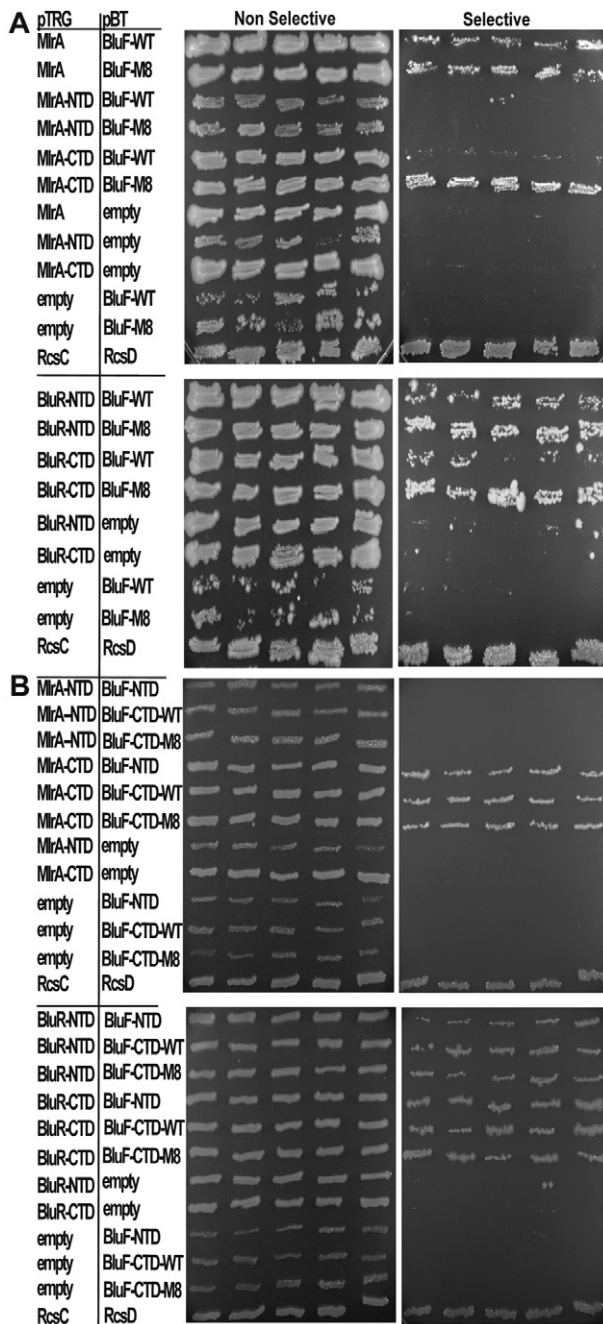 A
pTRG pBT Non Selective Selective
MlrA BluF-WT
MlrA BluF-M8
MlrA-NTD BluF-WT
MlrA-NTD BluF-M8
MlrA-CTD BluF-WT
MlrA-CTD BluF-M8
MlrA empty
MlrA-NTD empty
MlrA-CTD empty
empty BluF-WT
empty BluF-M8
RcsC RcsD
BluR-NTD BluF-WT
BluR-NTD BluF-M8
BluR-CTD BluF-WT
BluR-CTD BluF-M8
BluR-NTD empty
BluR-CTD empty
empty BluF-WT
empty BluF-M8
RcsC RcsD
B
MlrA-NTD BluF-NTD
MlrA–NTD BluF-CTD-WT
MlrA–NTD BluF-CTD-M8
MlrA-CTD BluF-NTD
MlrA-CTD BluF-CTD-WT
MlrA-CTD BluF-CTD-M8
MlrA-NTD empty
MlrA-CTD empty
empty BluF-NTD
empty BluF-CTD-WT
empty BluF-CTD-M8
RcsC RcsD
BluR-NTD BluF-NTD
BluR-NTD BluF-CTD-WT
BluR-NTD BluF-CTD-M8
BluR-CTD BluF-NTD
BluR-CTD BluF-CTD-WT
BluR-CTD BluF-CTD-M8
BluR-NTD empty
BluR-CTD empty
empty BluF-NTD
empty BluF-CTD-WT
empty BluF-CTD-M8
RcsC RcsD